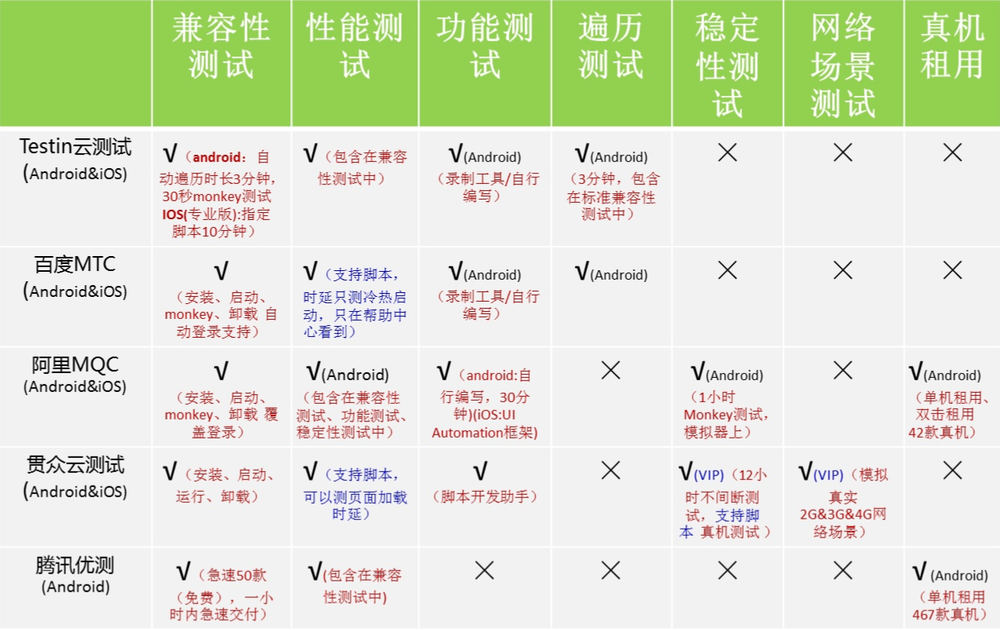 兼容性
测试
性能测
试
功能测
试
遍历
测试
稳定
性测
试
网络
场景
测试
真机
租用
Testin云测试
(Android&iOS)
√（android：自
动遍历时长3分钟，
30秒monkey测试
IOS(专业版):指定
脚本10分钟）
√（包含在兼容
性测试中）
√(Android)
（录制工具/自行
编写）
√(Android)
（3分钟，包含
在标准兼容性
测试中）
×
×
×
百度MTC
(Android&iOS)
√
（安装、启动、
monkey、卸载 自
动登录支持）
√（支持脚本，
时延只测冷热启
动，只在帮助中
心看到）
√(Android)
（录制工具/自行
编写）
√(Android)
×
×
×
阿里MQC
(Android&iOS)
√
（安装、启动、
monkey、卸载 覆
盖登录）
√(Android)
（包含在兼容性
测试、功能测试、
稳定性测试中）
√（android:自
行编写，30分
钟)(iOS:UI
Automation框架)
×
√(Android)
（1小时
Monkey测试，
模拟器上）
×
√(Android)
（单机租用、
双击租用
42款真机）
贯众云测试
(Android&iOS)
√（安装、启动、
运行、卸载）
√（支持脚本，
可以测页面加载
时延）
√
（脚本开发助手）
×
√(VIP)（12小
时不间断测
试，支持脚
本 真机测试）
√(VIP)（模拟
真实
2G&3G&4G网
络场景）
×
腾讯优测
(Android)
√（急速50款
（免费），一小
时内急速交付）
√(包含在兼容
性测试中)
×
×
×
×
√(Android)
（单机租用
467款真机）